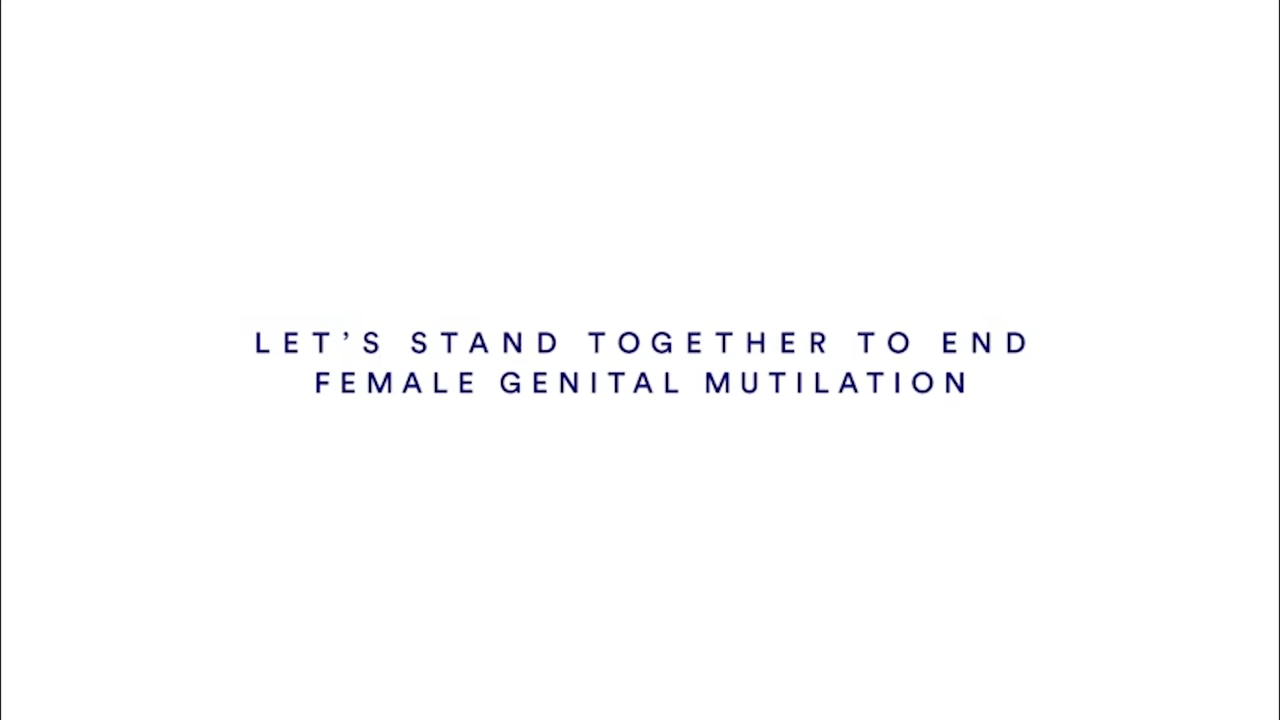 LET’S STAND TOGETHER TO END
FEMALE GENITAL MUTILATION